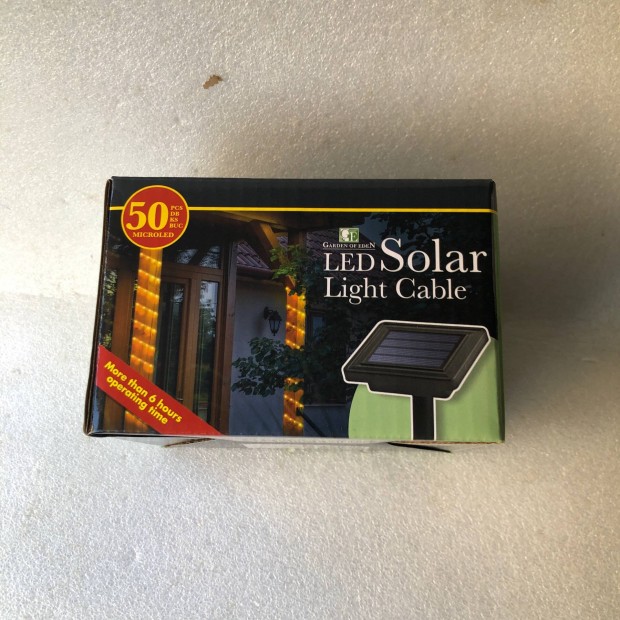 50
PCS
DB
KS
BUC
MICROLED
GE
GARDEN OF EDEN
LED Solar
Light Cable
More than 6 hours
operating time